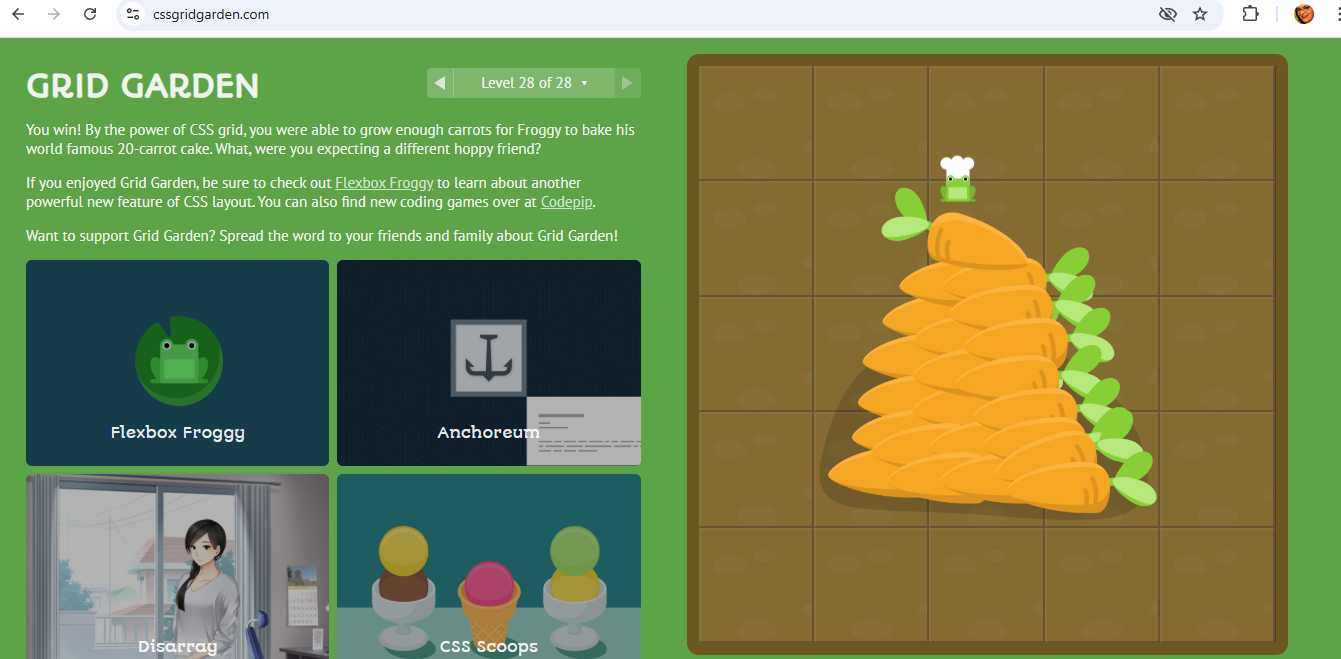 cssgridgarden.com
GRID GARDEN
Level 28 of 28
You win! By the power of CSS grid, you were able to grow enough carrots for Froggy to bake his
world famous 20-carrot cake. What, were you expecting a different hoppy friend?
If you enjoyed Grid Garden, be sure to check out Flexbox Froggy to learn about another
powerful new feature of CSS layout. You can also find new coding games over at Codepip.
Want to support Grid Garden? Spread the word to your friends and family about Grid Garden!
Flexbox Froggy
Anchoreum
Disarray
CSS Scoops